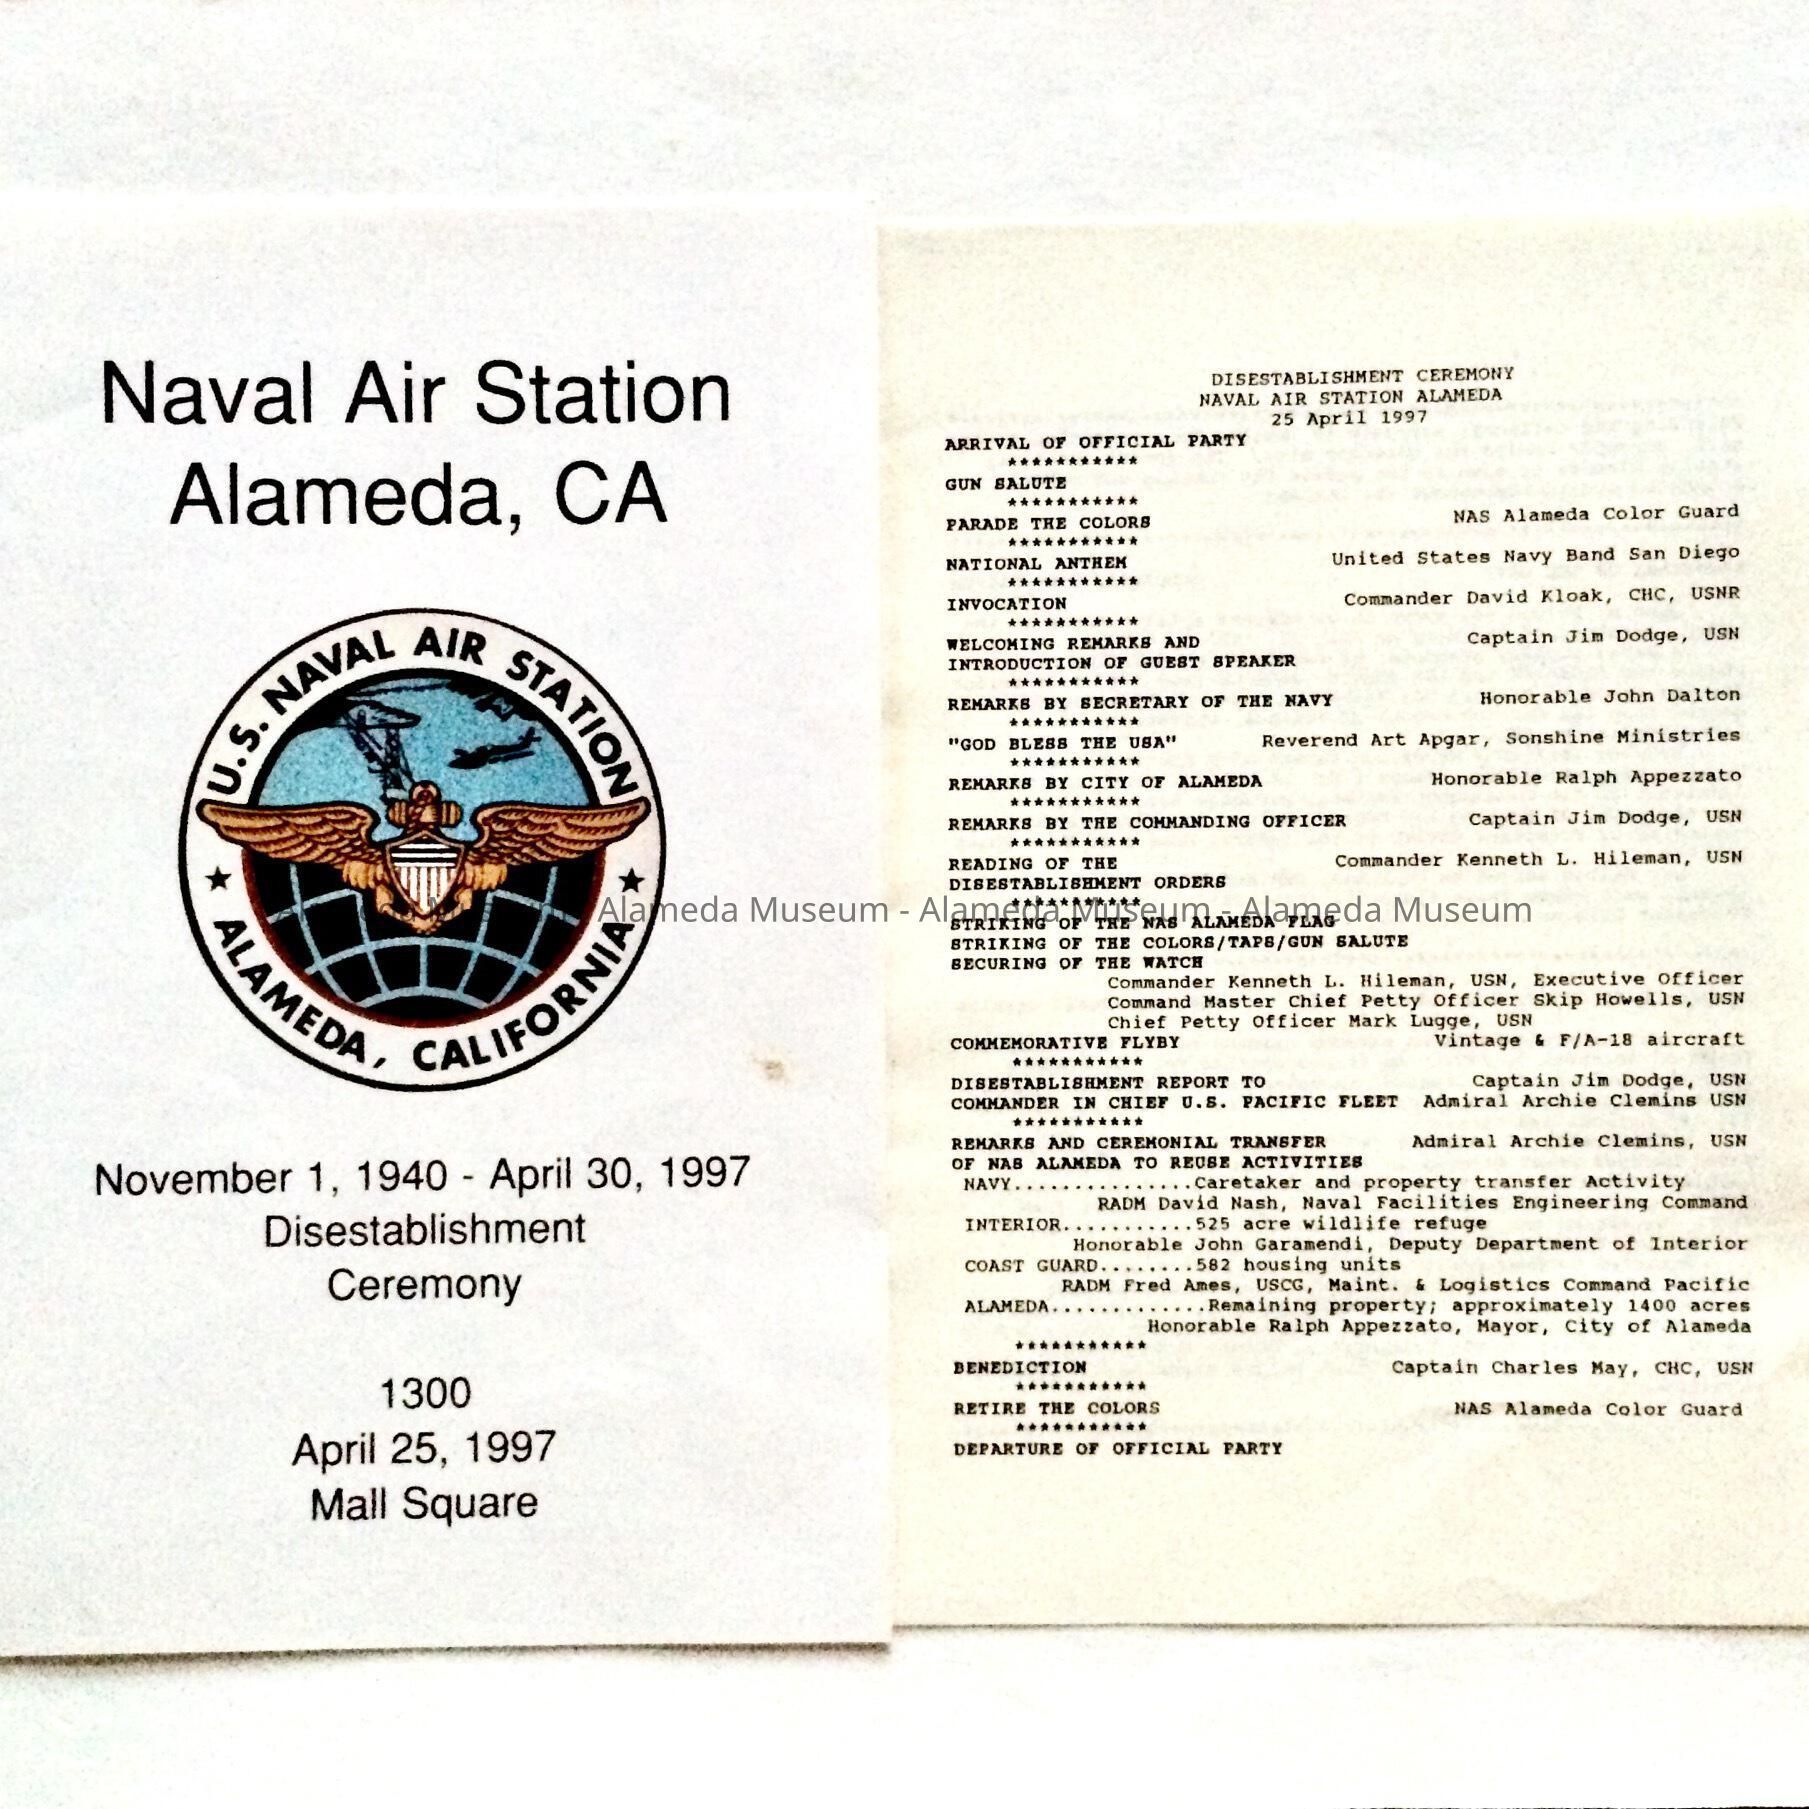 Naval Air Station
Alameda, CA
U.S. NAVAL AIR STATION
★ ALAMEDA, CALIFORNIA ★
November 1, 1940 - April 30, 1997
Disestablishment
Ceremony
1300
April 25, 1997
Mall Square
DISESTABLISHMENT CEREMONY
NAVAL AIR STATION ALAMEDA
25 April 1997
ARRIVAL OF OFFICIAL PARTY
***********
GUN SALUTE
***********
PARADE THE COLORS NAS Alameda Color Guard
***********
NATIONAL ANTHEM United States Navy Band San Diego
***********
INVOCATION Commander David Kloak, CHC, USNR
***********
WELCOMING REMARKS AND Captain Jim Dodge, USN
INTRODUCTION OF GUEST SPEAKER
***********
REMARKS BY SECRETARY OF THE NAVY Honorable John Dalton
***********
"GOD BLESS THE USA" Reverend Art Apgar, Sonshine Ministries
***********
REMARKS BY CITY OF ALAMEDA Honorable Ralph Appezzato
***********
REMARKS BY THE COMMANDING OFFICER Captain Jim Dodge, USN
***********
READING OF THE Commander Kenneth L. Hileman, USN
DISESTABLISHMENT ORDERS
***********
Alameda Museum - Alameda Museum - Alameda Museum
STRIKING OF THE NAS ALAMEDA FLAG
STRIKING OF THE COLORS/TAPS/GUN SALUTE
SECURING OF THE WATCH
Commander Kenneth L. Hileman, USN, Executive Officer
Command Master Chief Petty Officer Skip Howells, USN
Chief Petty Officer Mark Lugge, USN
COMMEMORATIVE FLYBY Vintage & F/A-18 aircraft
***********
DISESTABLISHMENT REPORT TO Captain Jim Dodge, USN
COMMANDER IN CHIEF U.S. PACIFIC FLEET Admiral Archie Clemins USN
***********
REMARKS AND CEREMONIAL TRANSFER Admiral Archie Clemins, USN
OF NAS ALAMEDA TO REUSE ACTIVITIES
NAVY...............Caretaker and property transfer Activity
RADM David Nash, Naval Facilities Engineering Command
INTERIOR...........525 acre wildlife refuge
Honorable John Garamendi, Deputy Department of Interior
COAST GUARD........582 housing units
RADM Fred Ames, USCG, Maint. & Logistics Command Pacific
ALAMEDA.............Remaining property; approximately 1400 acres
Honorable Ralph Appezzato, Mayor, City of Alameda
***********
BENEDICTION Captain Charles May, CHC, USN
***********
RETIRE THE COLORS NAS Alameda Color Guard
***********
DEPARTURE OF OFFICIAL PARTY